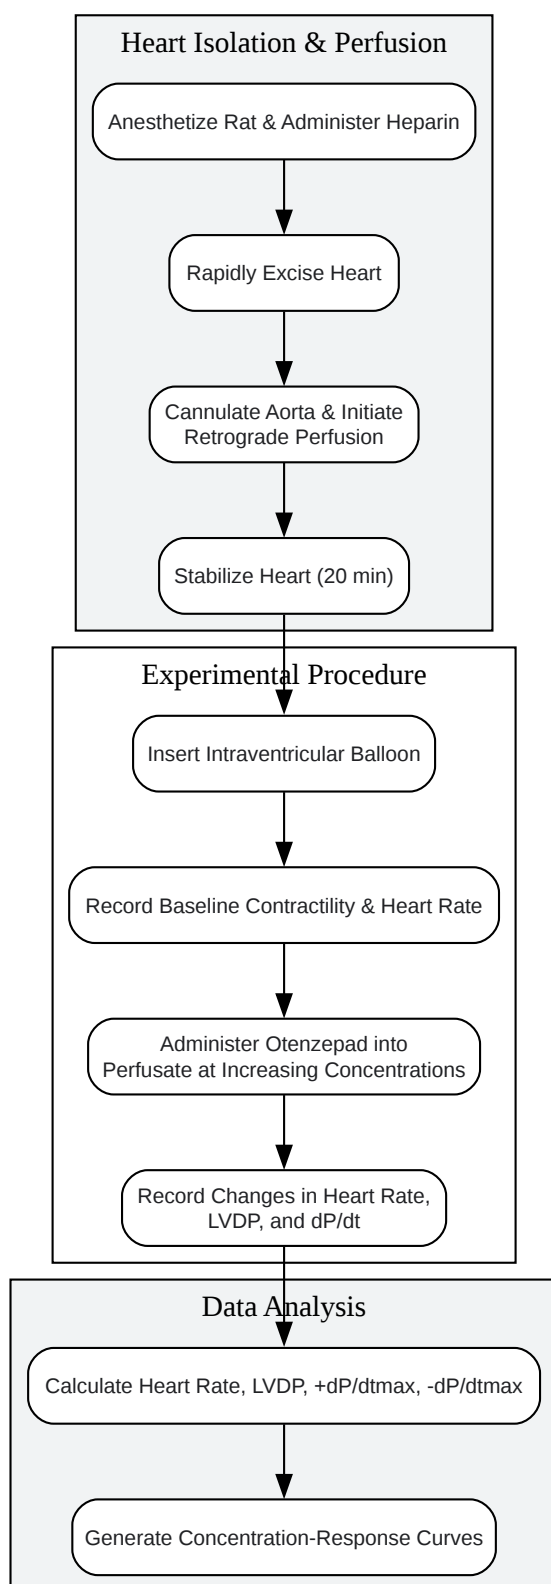 Heart Isolation & Perfusion
Anesthetize Rat & Administer Heparin
Rapidly Excise Heart
Cannulate Aorta & Initiate
Retrograde Perfusion
Stabilize Heart (20 min)
Experimental Procedure
Insert Intraventricular Balloon
Record Baseline Contractility & Heart Rate
Administer Otenzepad into
Perfusate at Increasing Concentrations
Record Changes in Heart Rate,
LVDP, and dP/dt
Data Analysis
Calculate Heart Rate, LVDP, +dP/dtmax, -dP/dtmax
Generate Concentration-Response Curves